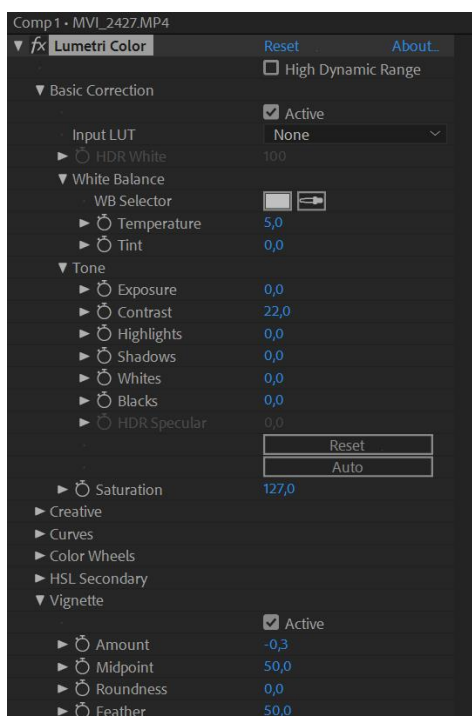 Comp 1 • MVI_2427.MP4
fx Lumetri Color Reset About...
High Dynamic Range
Basic Correction
Active
Input LUT None
HDR White 100
White Balance
WB Selector
Temperature 5,0
Tint 0,0
Tone
Exposure 0,0
Contrast 22,0
Highlights 0,0
Shadows 0,0
Whites 0,0
Blacks 0,0
HDR Specular 0,0
Reset
Auto
Saturation 127,0
Creative
Curves
Color Wheels
HSL Secondary
Vignette
Active
Amount -0,3
Midpoint 50,0
Roundness 0,0
Feather 50,0